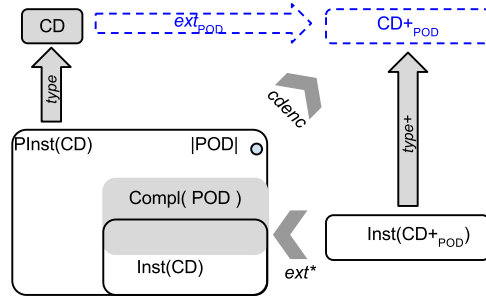 CD
ext_POD
CD+_POD
type
cdenc
type+
PInst(CD)
|POD|
Compl( POD )
Inst(CD)
Inst(CD+_POD)
ext*